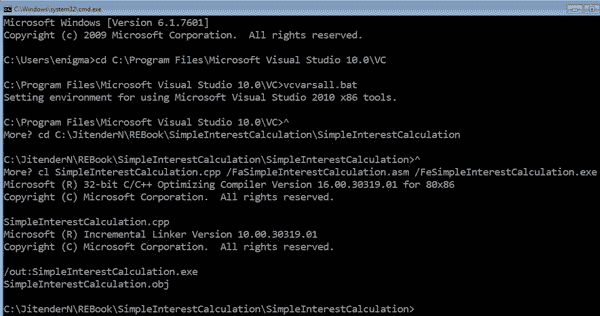 C:\Windows\system32\cmd.exe
Microsoft Windows [Version 6.1.7601]
Copyright (c) 2009 Microsoft Corporation.  All rights reserved.
C:\Users\enigma>cd C:\Program Files\Microsoft Visual Studio 10.0\VC
C:\Program Files\Microsoft Visual Studio 10.0\VC>vcvarsall.bat
Setting environment for using Microsoft Visual Studio 2010 x86 tools.
C:\Program Files\Microsoft Visual Studio 10.0\VC>^
More? cd C:\JitenderN\REBook\SimpleInterestCalculation\SimpleInterestCalculation
C:\JitenderN\REBook\SimpleInterestCalculation\SimpleInterestCalculation>^
More? cl SimpleInterestCalculation.cpp /FaSimpleInterestCalculation.asm /FeSimpleInterestCalculation.exe
Microsoft (R) 32-bit C/C++ Optimizing Compiler Version 16.00.30319.01 for 80x86
Copyright (C) Microsoft Corporation.  All rights reserved.
SimpleInterestCalculation.cpp
Microsoft (R) Incremental Linker Version 10.00.30319.01
Copyright (C) Microsoft Corporation.  All rights reserved.
/out:SimpleInterestCalculation.exe
SimpleInterestCalculation.obj
C:\JitenderN\REBook\SimpleInterestCalculation\SimpleInterestCalculation>